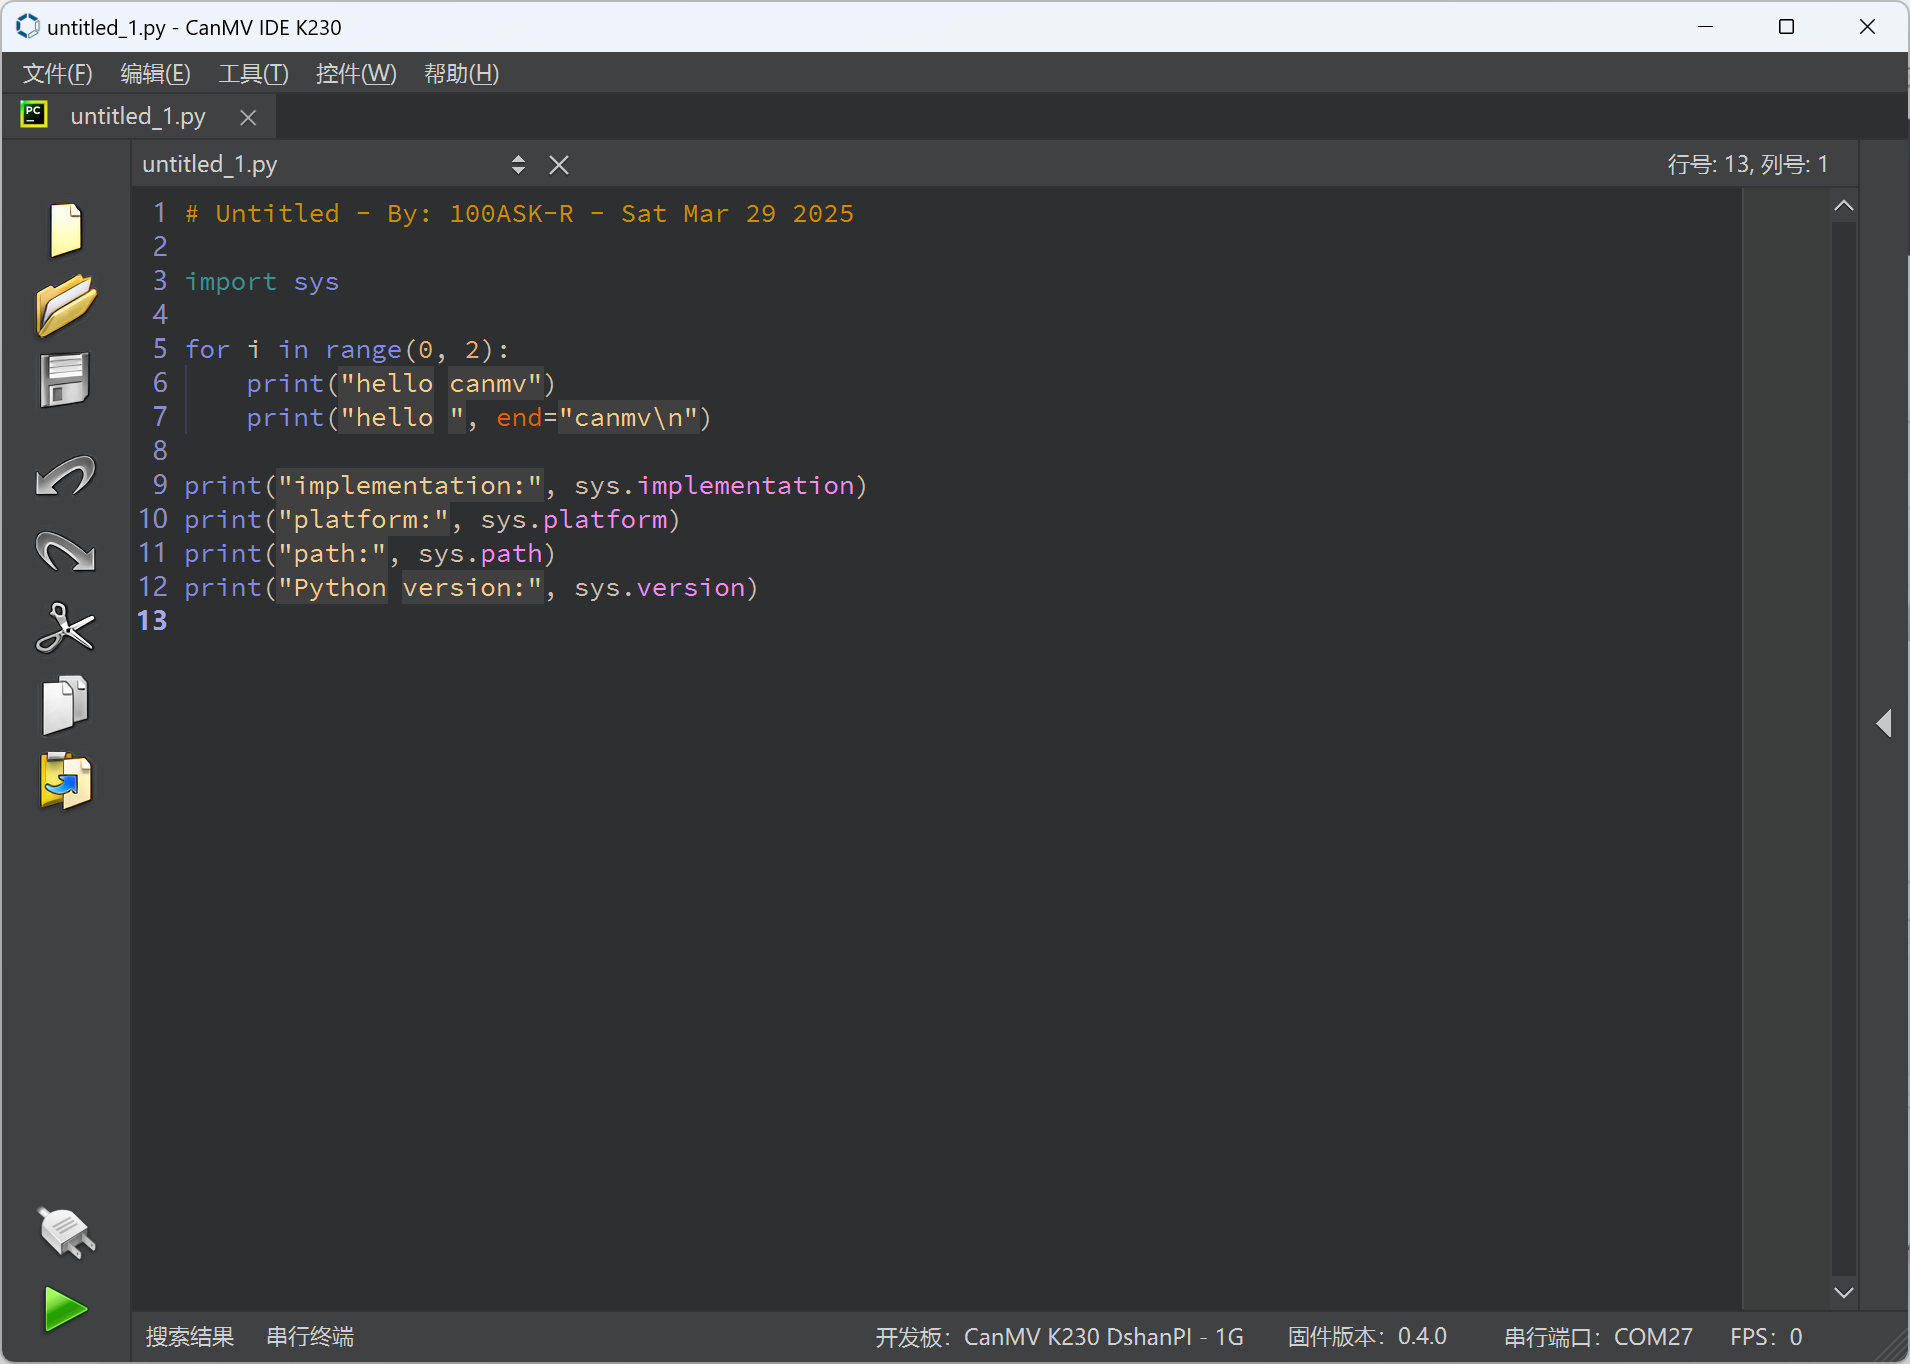 untitled_1.py - CanMV IDE K230
文件(F) 编辑(E) 工具(T) 控件(W) 帮助(H)
PC untitled_1.py
untitled_1.py 行号: 13, 列号: 1
1 # Untitled - By: 100ASK-R - Sat Mar 29 2025
2
3 import sys
4
5 for i in range(0, 2):
6     print("hello canmv")
7     print("hello ", end="canmv\n")
8
9 print("implementation:", sys.implementation)
10 print("platform:", sys.platform)
11 print("path:", sys.path)
12 print("Python version:", sys.version)
13
搜索结果 串行终端 开发板：CanMV K230 DshanPI - 1G 固件版本：0.4.0 串行端口：COM27 FPS：0